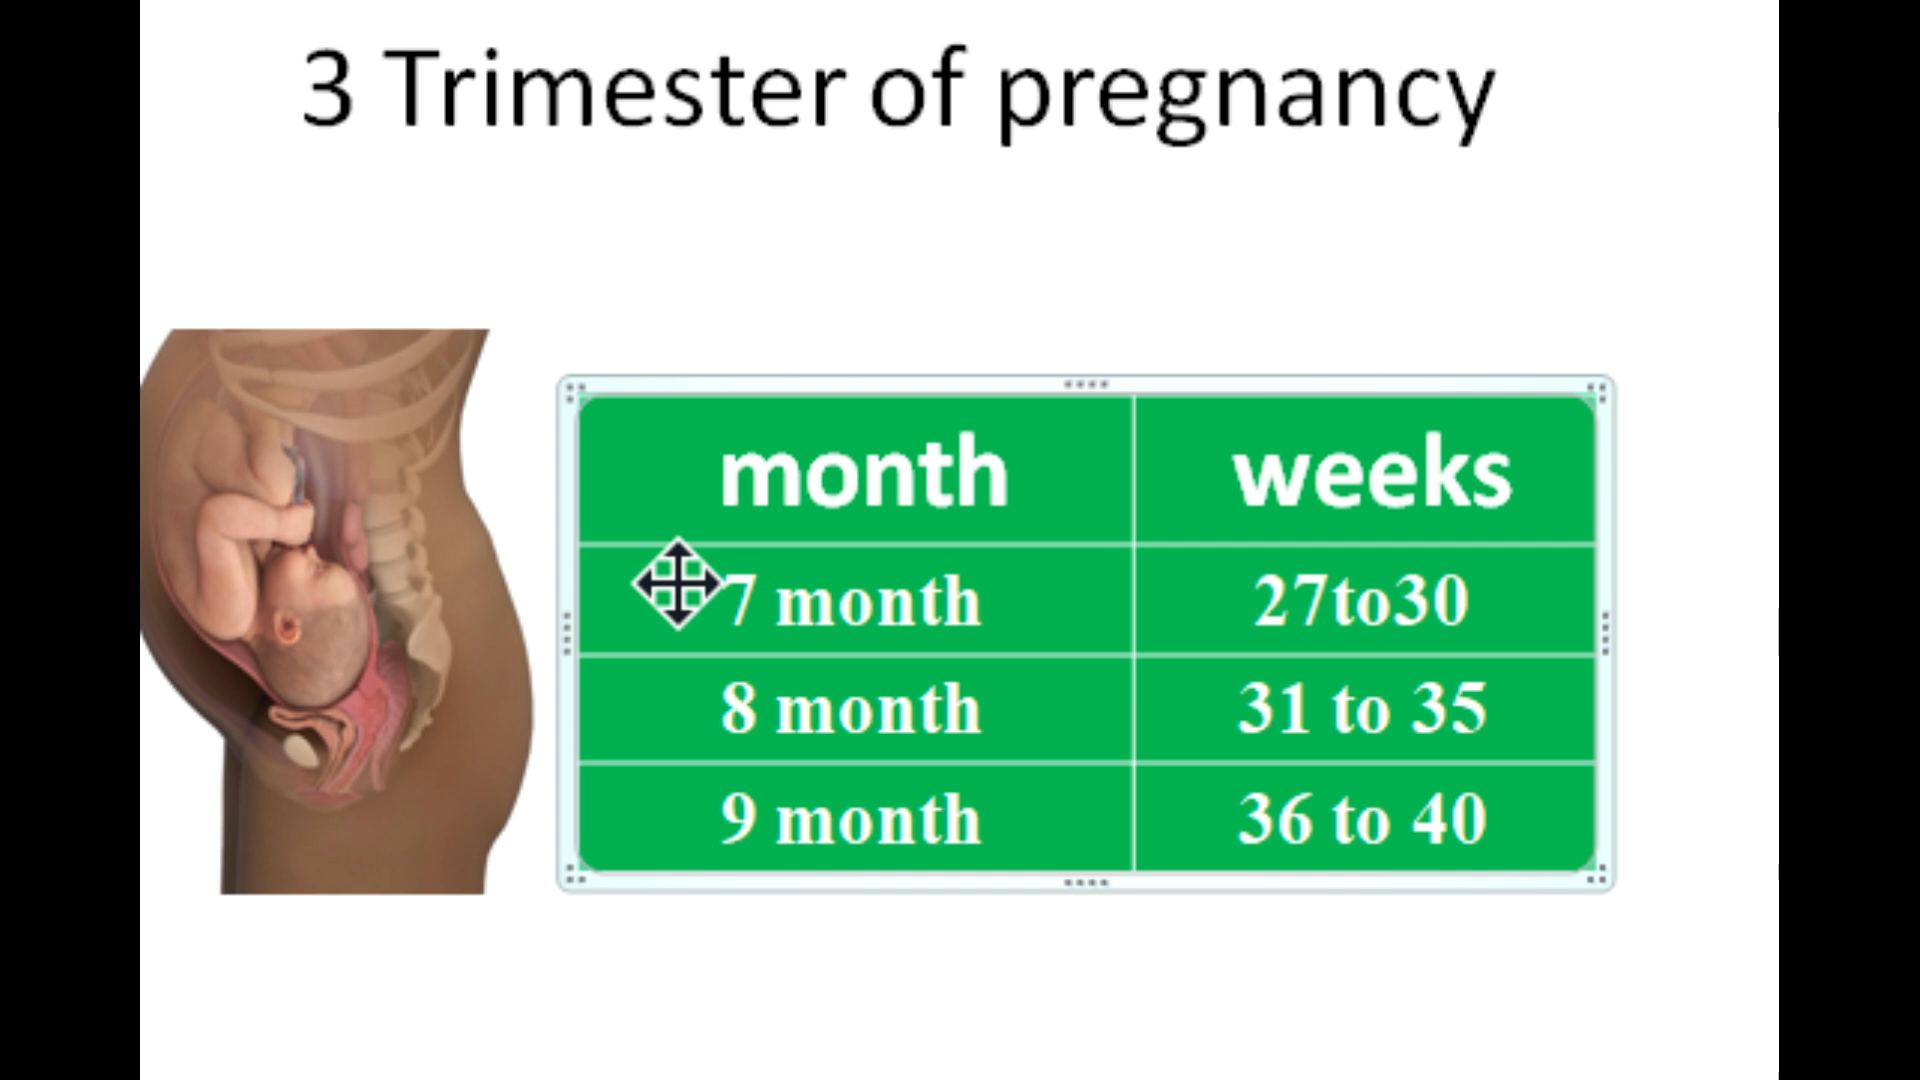 3 Trimester of pregnancy
month weeks
7 month 27to30
8 month 31 to 35
9 month 36 to 40